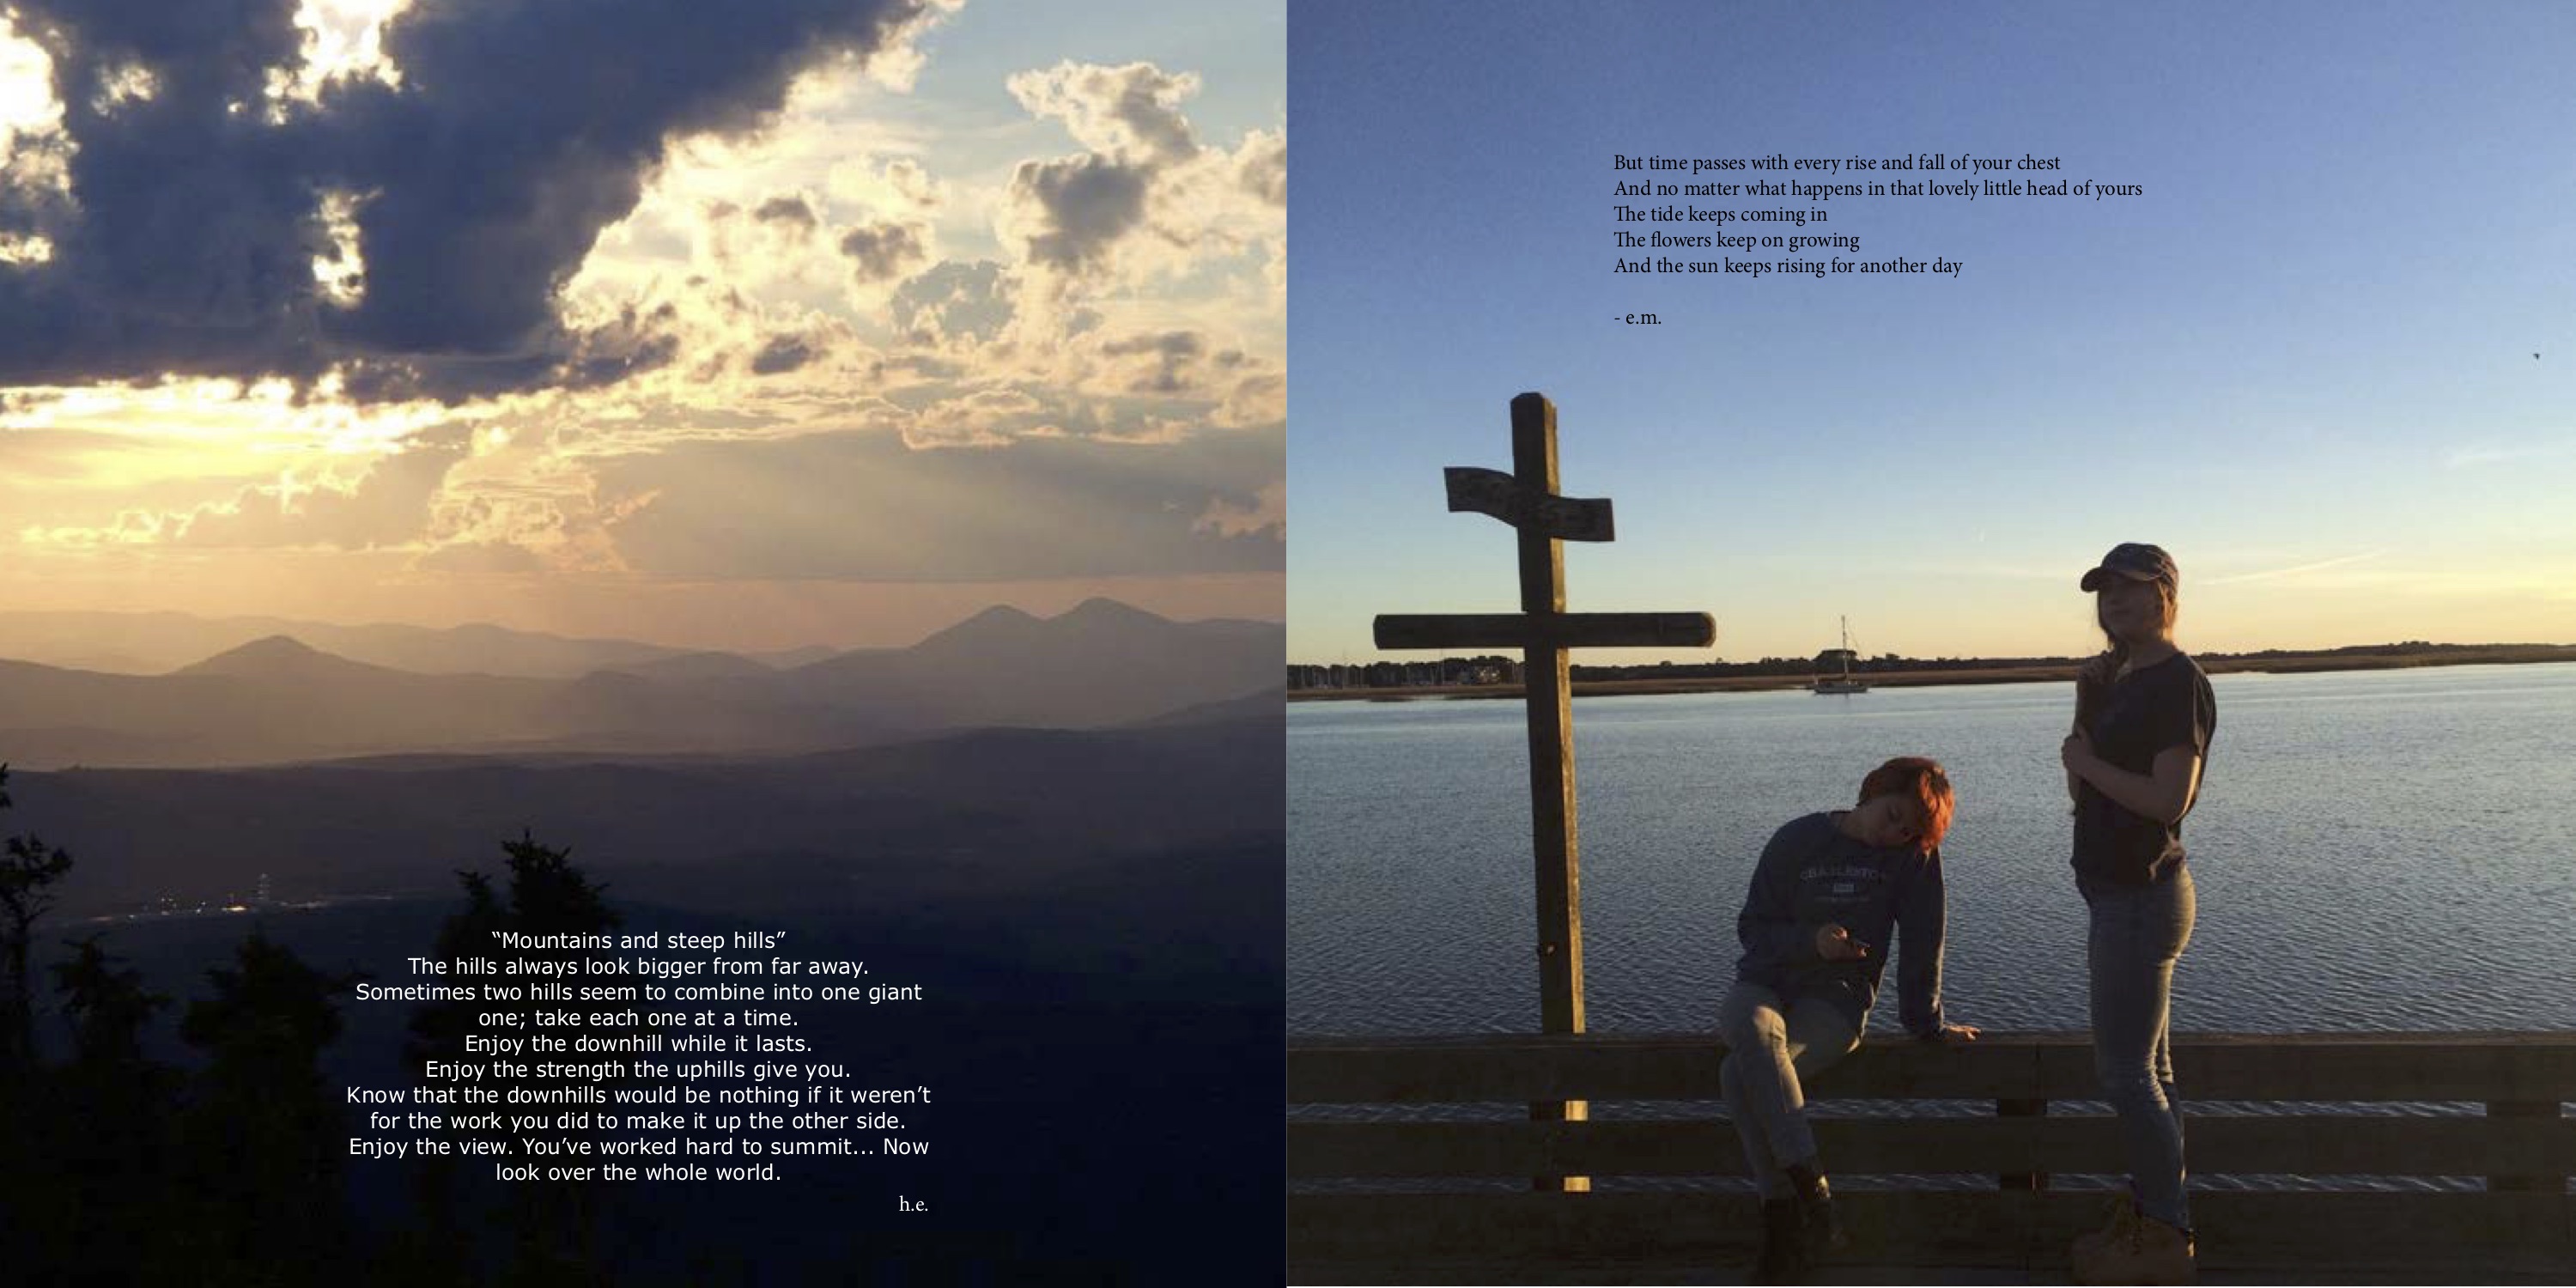 “Mountains and steep hills”
The hills always look bigger from far away.
Sometimes two hills seem to combine into one giant
one; take each one at a time.
Enjoy the downhill while it lasts.
Enjoy the strength the uphills give you.
Know that the downhills would be nothing if it weren’t
for the work you did to make it up the other side.
Enjoy the view. You’ve worked hard to summit... Now
look over the whole world.
h.e.
But time passes with every rise and fall of your chest
And no matter what happens in that lovely little head of yours
The tide keeps coming in
The flowers keep on growing
And the sun keeps rising for another day
- e.m.
CHARLESTON